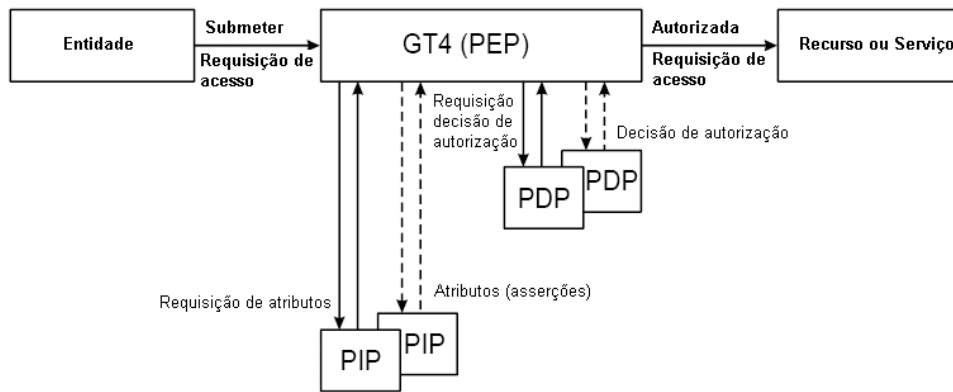 Entidade
Submeter
Requisição de
acesso
GT4 (PEP)
Autorizada
Requisição de
acesso
Recurso ou Serviço
Requisição
decisão de
autorização
Decisão de autorização
PDP
PDP
Requisição de atributos
Atributos (asserções)
PIP
PIP